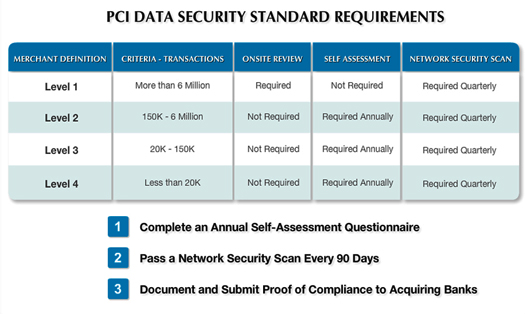 PCI DATA SECURITY STANDARD REQUIREMENTS
MERCHANT DEFINITION CRITERIA - TRANSACTIONS ONSITE REVIEW SELF ASSESSMENT NETWORK SECURITY SCAN
Level 1 More than 6 Million Required Not Required Required Quarterly
Level 2 150K - 6 Million Not Required Required Annually Required Quarterly
Level 3 20K - 150K Not Required Required Annually Required Quarterly
Level 4 Less than 20K Not Required Required Annually Required Quarterly
1 Complete an Annual Self-Assessment Questionnaire
2 Pass a Network Security Scan Every 90 Days
3 Document and Submit Proof of Compliance to Acquiring Banks